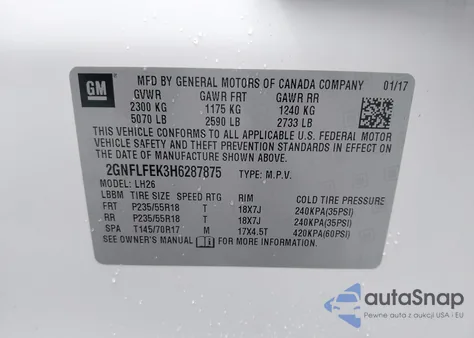 GM
MFD BY GENERAL MOTORS OF CANADA COMPANY 01/17
GVWR GAWR FRT GAWR RR
2300 KG 1175 KG 1240 KG
5070 LB 2590 LB 2733 LB
THIS VEHICLE CONFORMS TO ALL APPLICABLE U.S. FEDERAL MOTOR
VEHICLE SAFETY AND THEFT PREVENTION STANDARDS IN EFFECT ON THE
DATE OF MANUFACTURE SHOWN ABOVE.
2GNFLFEK3H6287875 TYPE: M.P.V.
MODEL: LH26
LBBM TIRE SIZE SPEED RTG RIM COLD TIRE PRESSURE
FRT P235/55R18 T 18X7J 240KPA(35PSI)
RR P235/55R18 T 18X7J 240KPA(35PSI)
SPA T145/70R17 M 17X4.5T 420KPA(60PSI)
SEE OWNER'S MANUAL FOR MORE INFORMATION.
autoSnap
Pewne auta z aukcji USA i EU